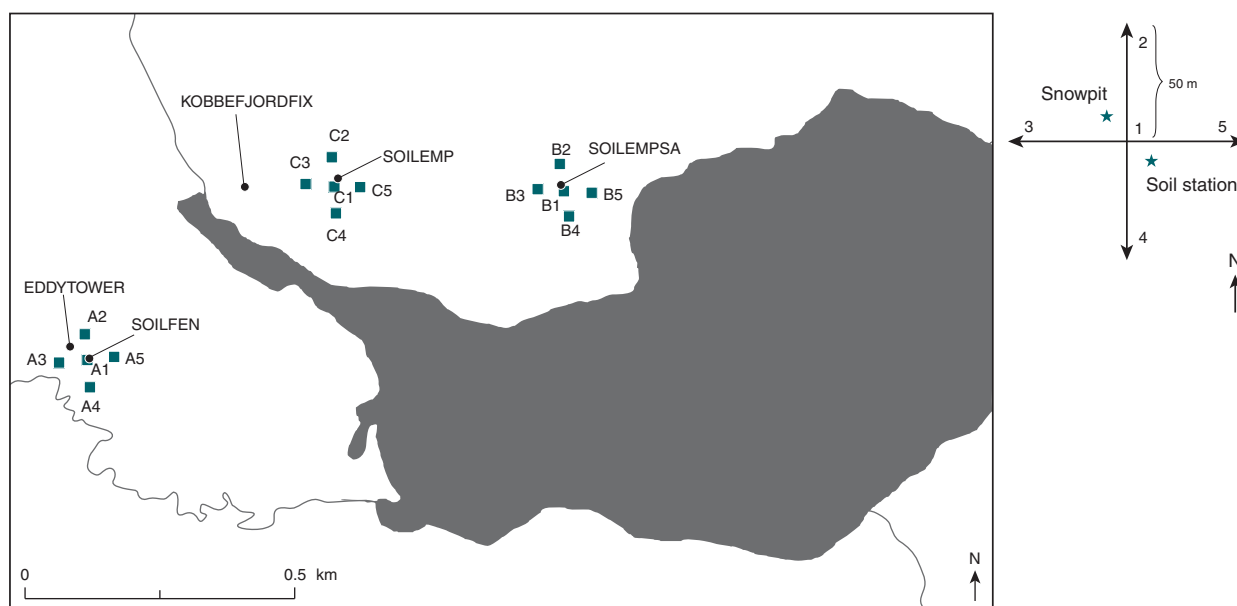 KOBBEFJORDFIX
C2
C3
SOILEMP
C1
C5
C4
B2
SOILEMPSA
B3
B1
B5
B4
EDDYTOWER
A2
SOILFEN
A3
A1
A5
A4
0
0.5
km
N
2
50 m
Snowpit
3
1
5
Soil station
4
N